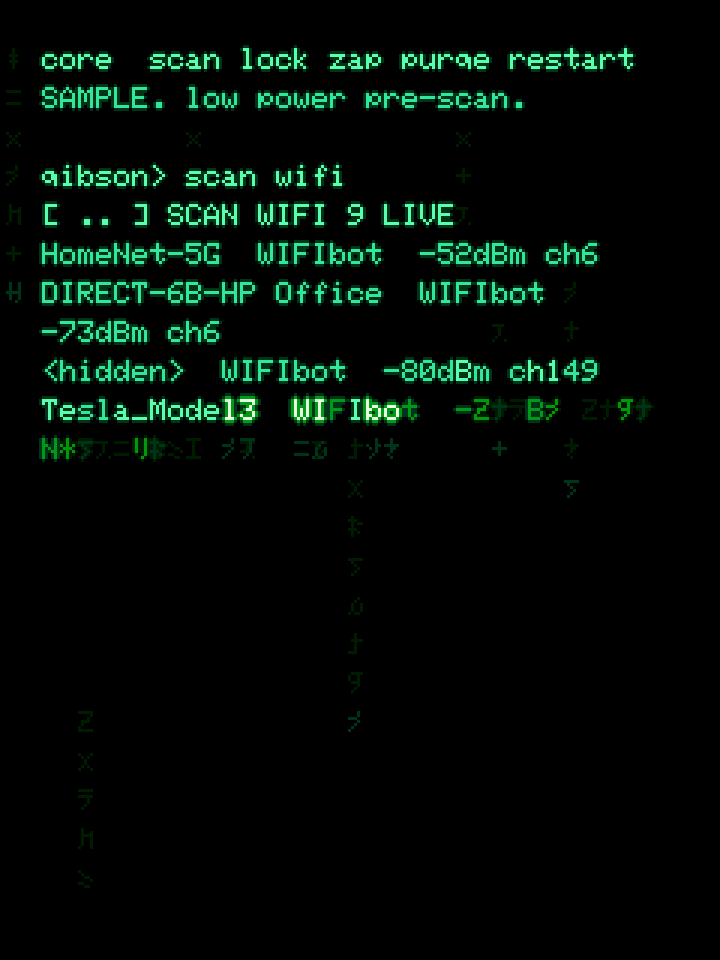 core  scan lock zap purge restart
SAMPLE. low power pre-scan.
gibson> scan wifi
[ .. ] SCAN WIFI 9 LIVE
HomeNet-5G  WIFIbot  -52dBm ch6
DIRECT-6B-HP Office  WIFIbot
-73dBm ch6
<hidden>  WIFIbot  -80dBm ch149
Tesla_Model3  WIFIbot